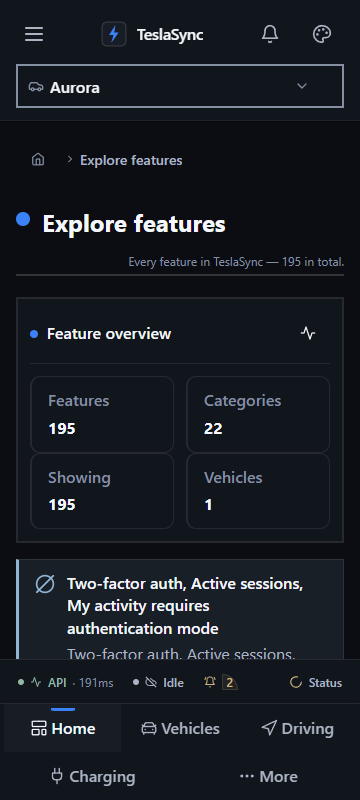 TeslaSync
Aurora
Explore features
Explore features
Every feature in TeslaSync — 195 in total.
Feature overview
Features
195
Categories
22
Showing
195
Vehicles
1
Two-factor auth, Active sessions,
My activity requires
authentication mode
Two-factor auth, Active sessions,
API · 191ms
Idle
2
Status
Home
Vehicles
Driving
Charging
More